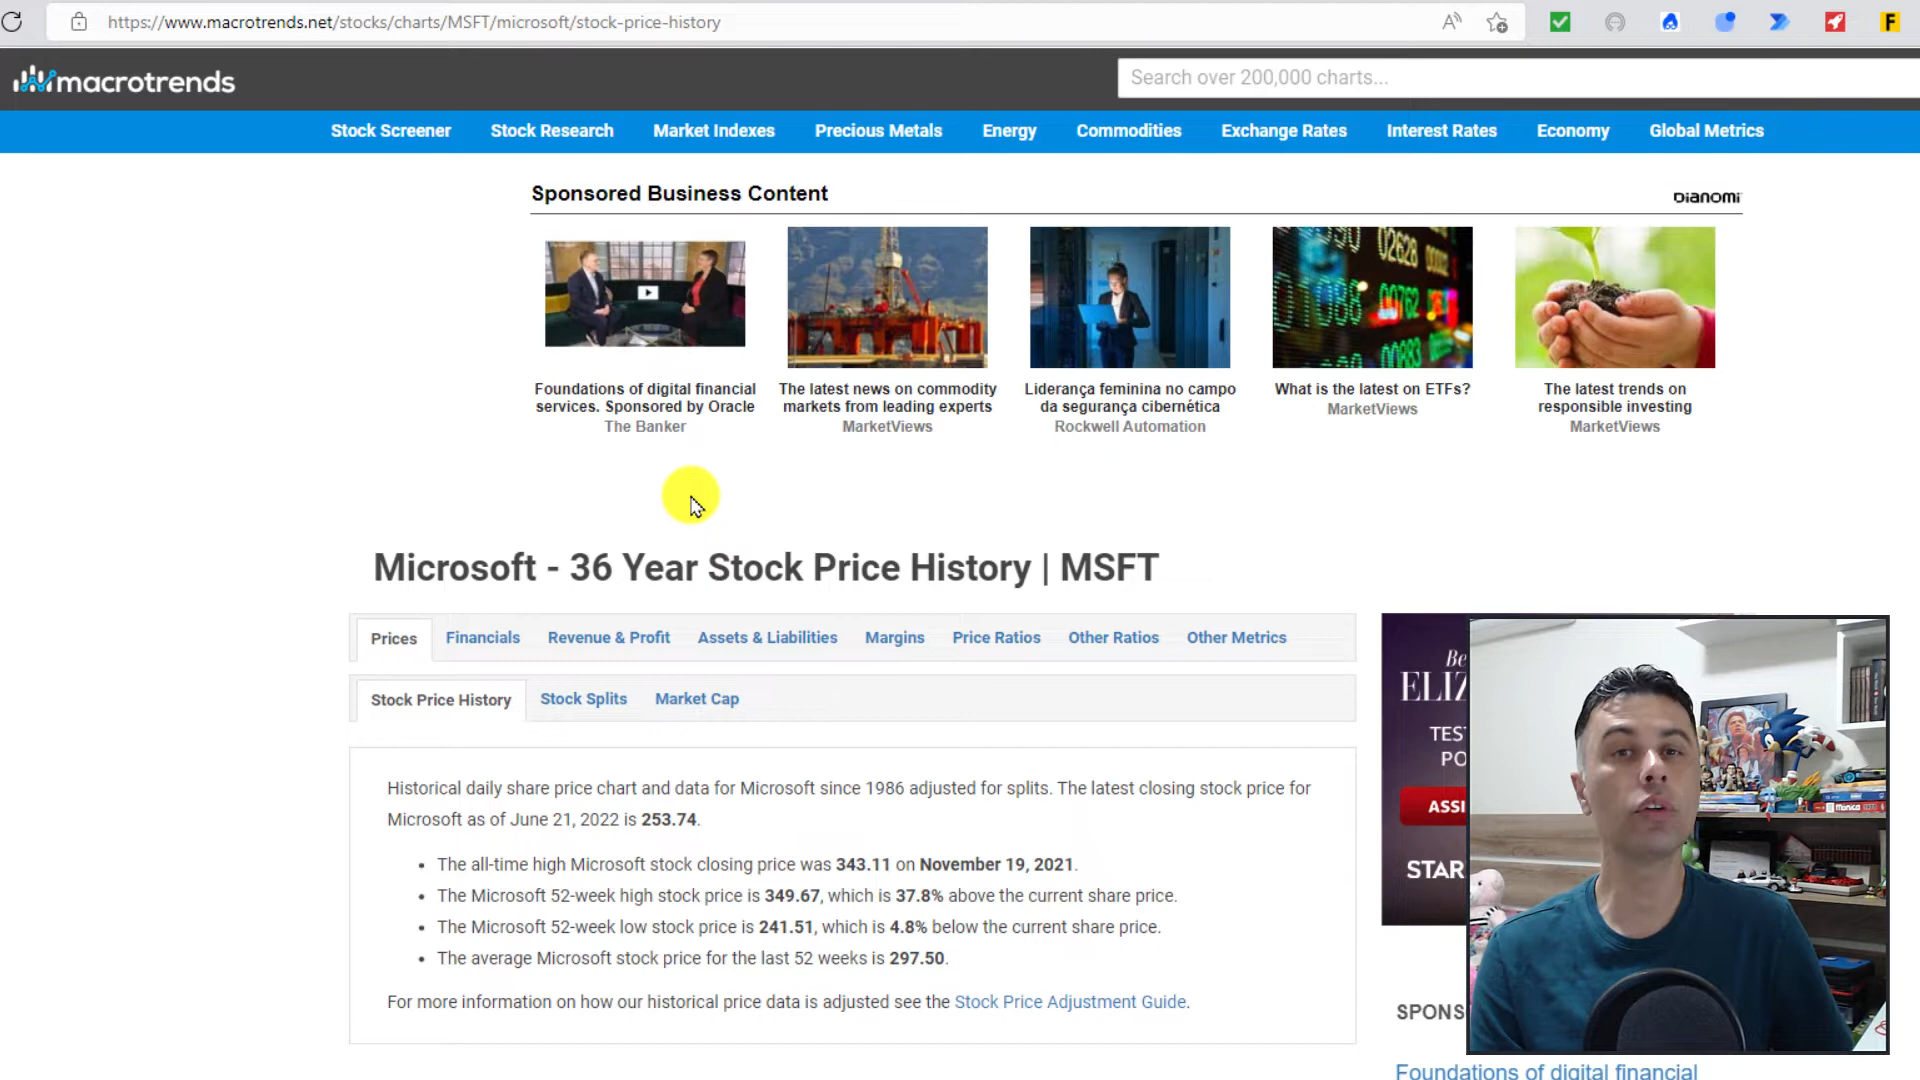 https://www.macrotrends.net/stocks/charts/MSFT/microsoft/stock-price-history
macrotrends
Search over 200,000 charts...
Stock Screener Stock Research Market Indexes Precious Metals Energy Commodities Exchange Rates Interest Rates Economy Global Metrics
Sponsored Business Content
DIANOMI
Foundations of digital financial
services. Sponsored by Oracle
The Banker
The latest news on commodity
markets from leading experts
MarketViews
Liderança feminina no campo
da segurança cibernética
Rockwell Automation
What is the latest on ETFs?
MarketViews
The latest trends on
responsible investing
MarketViews
Microsoft - 36 Year Stock Price History | MSFT
Prices Financials Revenue & Profit Assets & Liabilities Margins Price Ratios Other Ratios Other Metrics
Stock Price History Stock Splits Market Cap
Historical daily share price chart and data for Microsoft since 1986 adjusted for splits. The latest closing stock price for
Microsoft as of June 21, 2022 is 253.74.
• The all-time high Microsoft stock closing price was 343.11 on November 19, 2021.
• The Microsoft 52-week high stock price is 349.67, which is 37.8% above the current share price.
• The Microsoft 52-week low stock price is 241.51, which is 4.8% below the current share price.
• The average Microsoft stock price for the last 52 weeks is 297.50.
For more information on how our historical price data is adjusted see the Stock Price Adjustment Guide.
Be
ELIZ
TES
PO
ASSI
STAR
SPONS
Foundations of digital financial